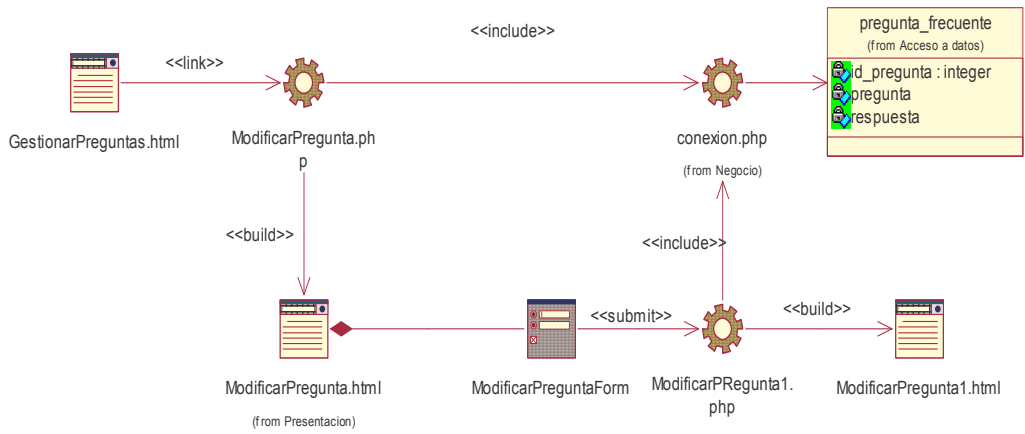 pregunta_frecuente
(from Acceso a datos)
id_pregunta : integer
pregunta
respuesta
<<include>>
<<link>>
GestionarPreguntas.html
ModificarPregunta.ph
p
conexion.php
(from Negocio)
<<build>>
<<include>>
<<submit>>
<<build>>
ModificarPregunta.html
(from Presentacion)
ModificarPreguntaForm
ModificarPRegunta1.
php
ModificarPregunta1.html